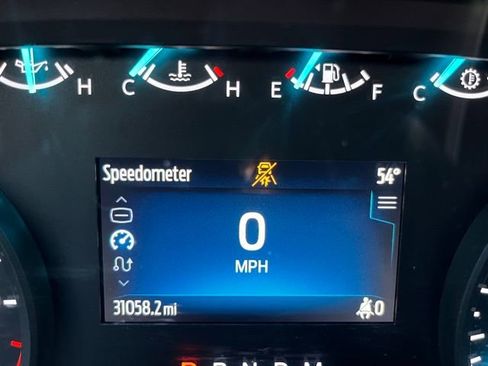 H C H E F C
Speedometer 54°
0
MPH
31058.2 mi 0
P R N D M